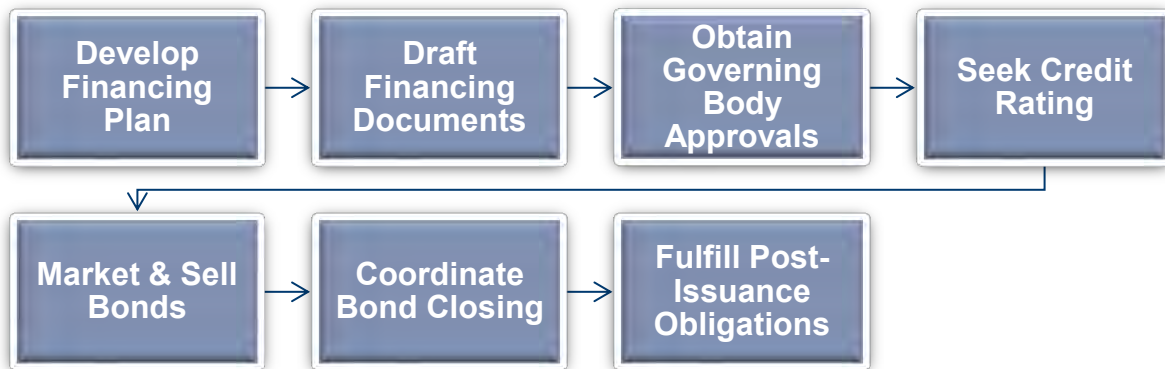 Develop
Financing
Plan
Draft
Financing
Documents
Obtain
Governing
Body
Approvals
Seek Credit
Rating
Market & Sell
Bonds
Coordinate
Bond Closing
Fulfill Post-
Issuance
Obligations